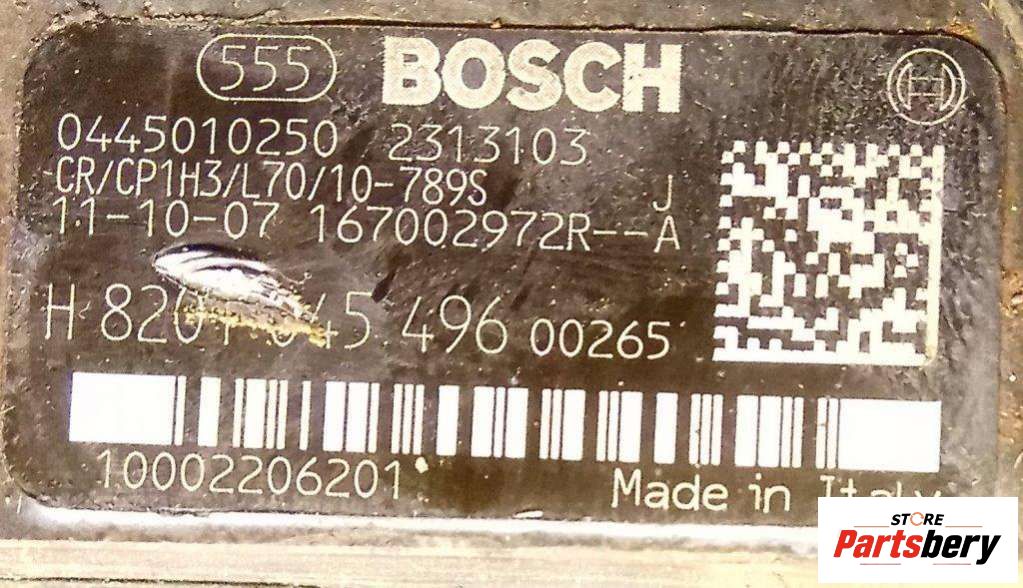 555 BOSCH
0445010250 2313103
CR/CP1H3/L70/10-789S J
11-10-07 167002972R--A
H 496 00265
10002206201
Made in Italy
STORE
Partsbery